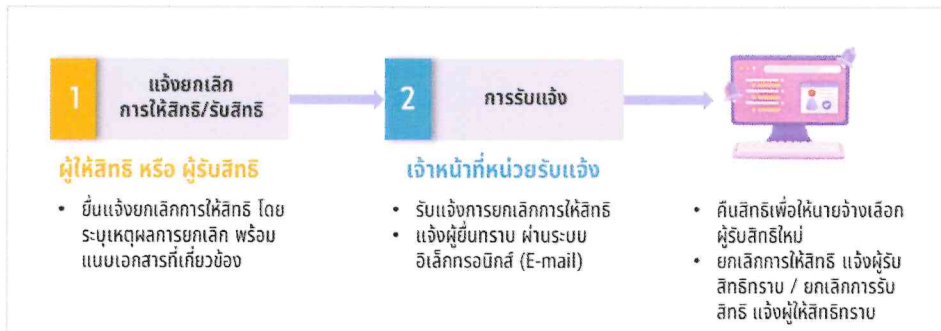 1
แจ้งยกเลิก
การให้สิทธิ/รับสิทธิ
2
การรับแจ้ง
ผู้ให้สิทธิ หรือ ผู้รับสิทธิ
• ยื่นแจ้งยกเลิกการให้สิทธิ โดย
ระบุเหตุผลการยกเลิก พร้อม
แนบเอกสารที่เกี่ยวข้อง
เจ้าหน้าที่หน่วยรับแจ้ง
• รับแจ้งการยกเลิกการให้สิทธิ
• แจ้งผู้ยื่นทราบ ผ่านระบบ
อิเล็กทรอนิกส์ (E-mail)
• คืนสิทธิเพื่อให้นายจ้างเลือก
ผู้รับสิทธิใหม่
• ยกเลิกการให้สิทธิ แจ้งผู้รับ
สิทธิทราบ / ยกเลิกการรับ
สิทธิ แจ้งผู้ให้สิทธิทราบ